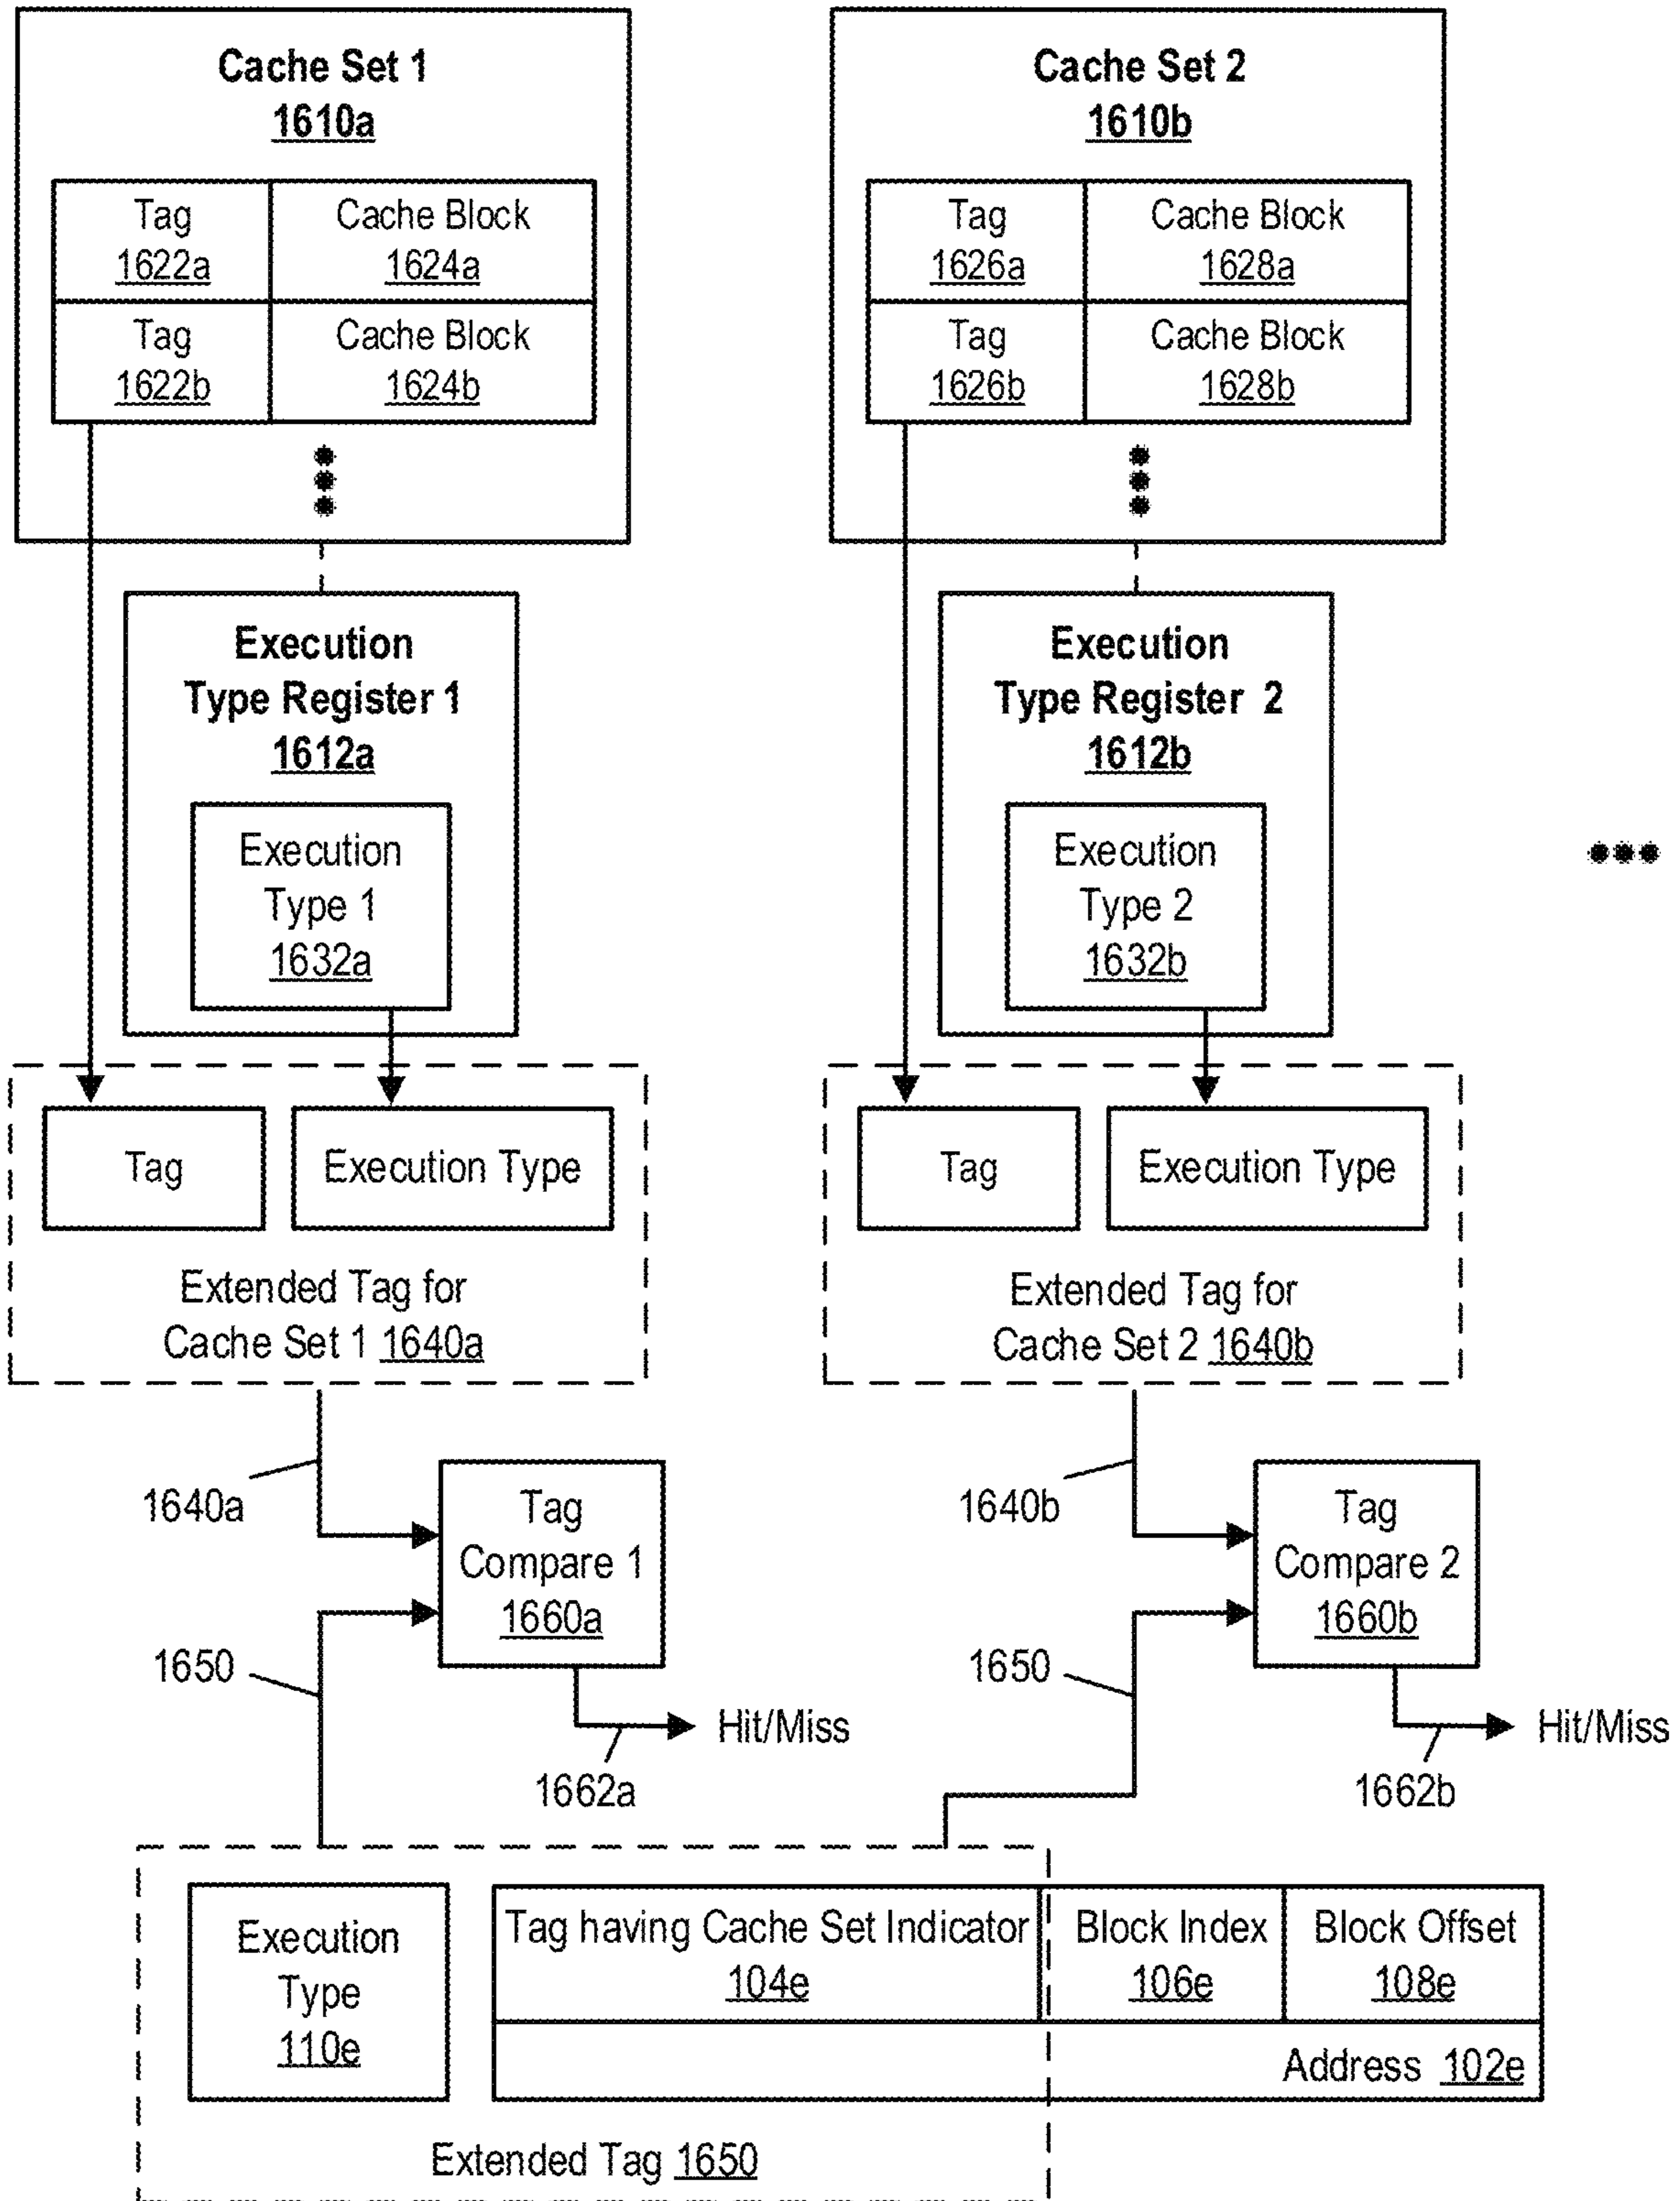 Cache Set 1
1610a
Tag
1622a
Cache Block
1624a
Tag
1622b
Cache Block
1624b
Cache Set 2
1610b
Tag
1626a
Cache Block
1628a
Tag
1626b
Cache Block
1628b
Execution
Type Register 1
1612a
Execution
Type 1
1632a
Execution
Type Register 2
1612b
Execution
Type 2
1632b
Tag
Execution Type
Extended Tag for
Cache Set 1 1640a
Tag
Execution Type
Extended Tag for
Cache Set 2 1640b
1640a
Tag
Compare 1
1660a
1650
Hit/Miss
1662a
1640b
Tag
Compare 2
1660b
1650
Hit/Miss
1662b
Execution
Type
110e
Tag having Cache Set Indicator
104e
Block Index
106e
Block Offset
108e
Address 102e
Extended Tag 1650